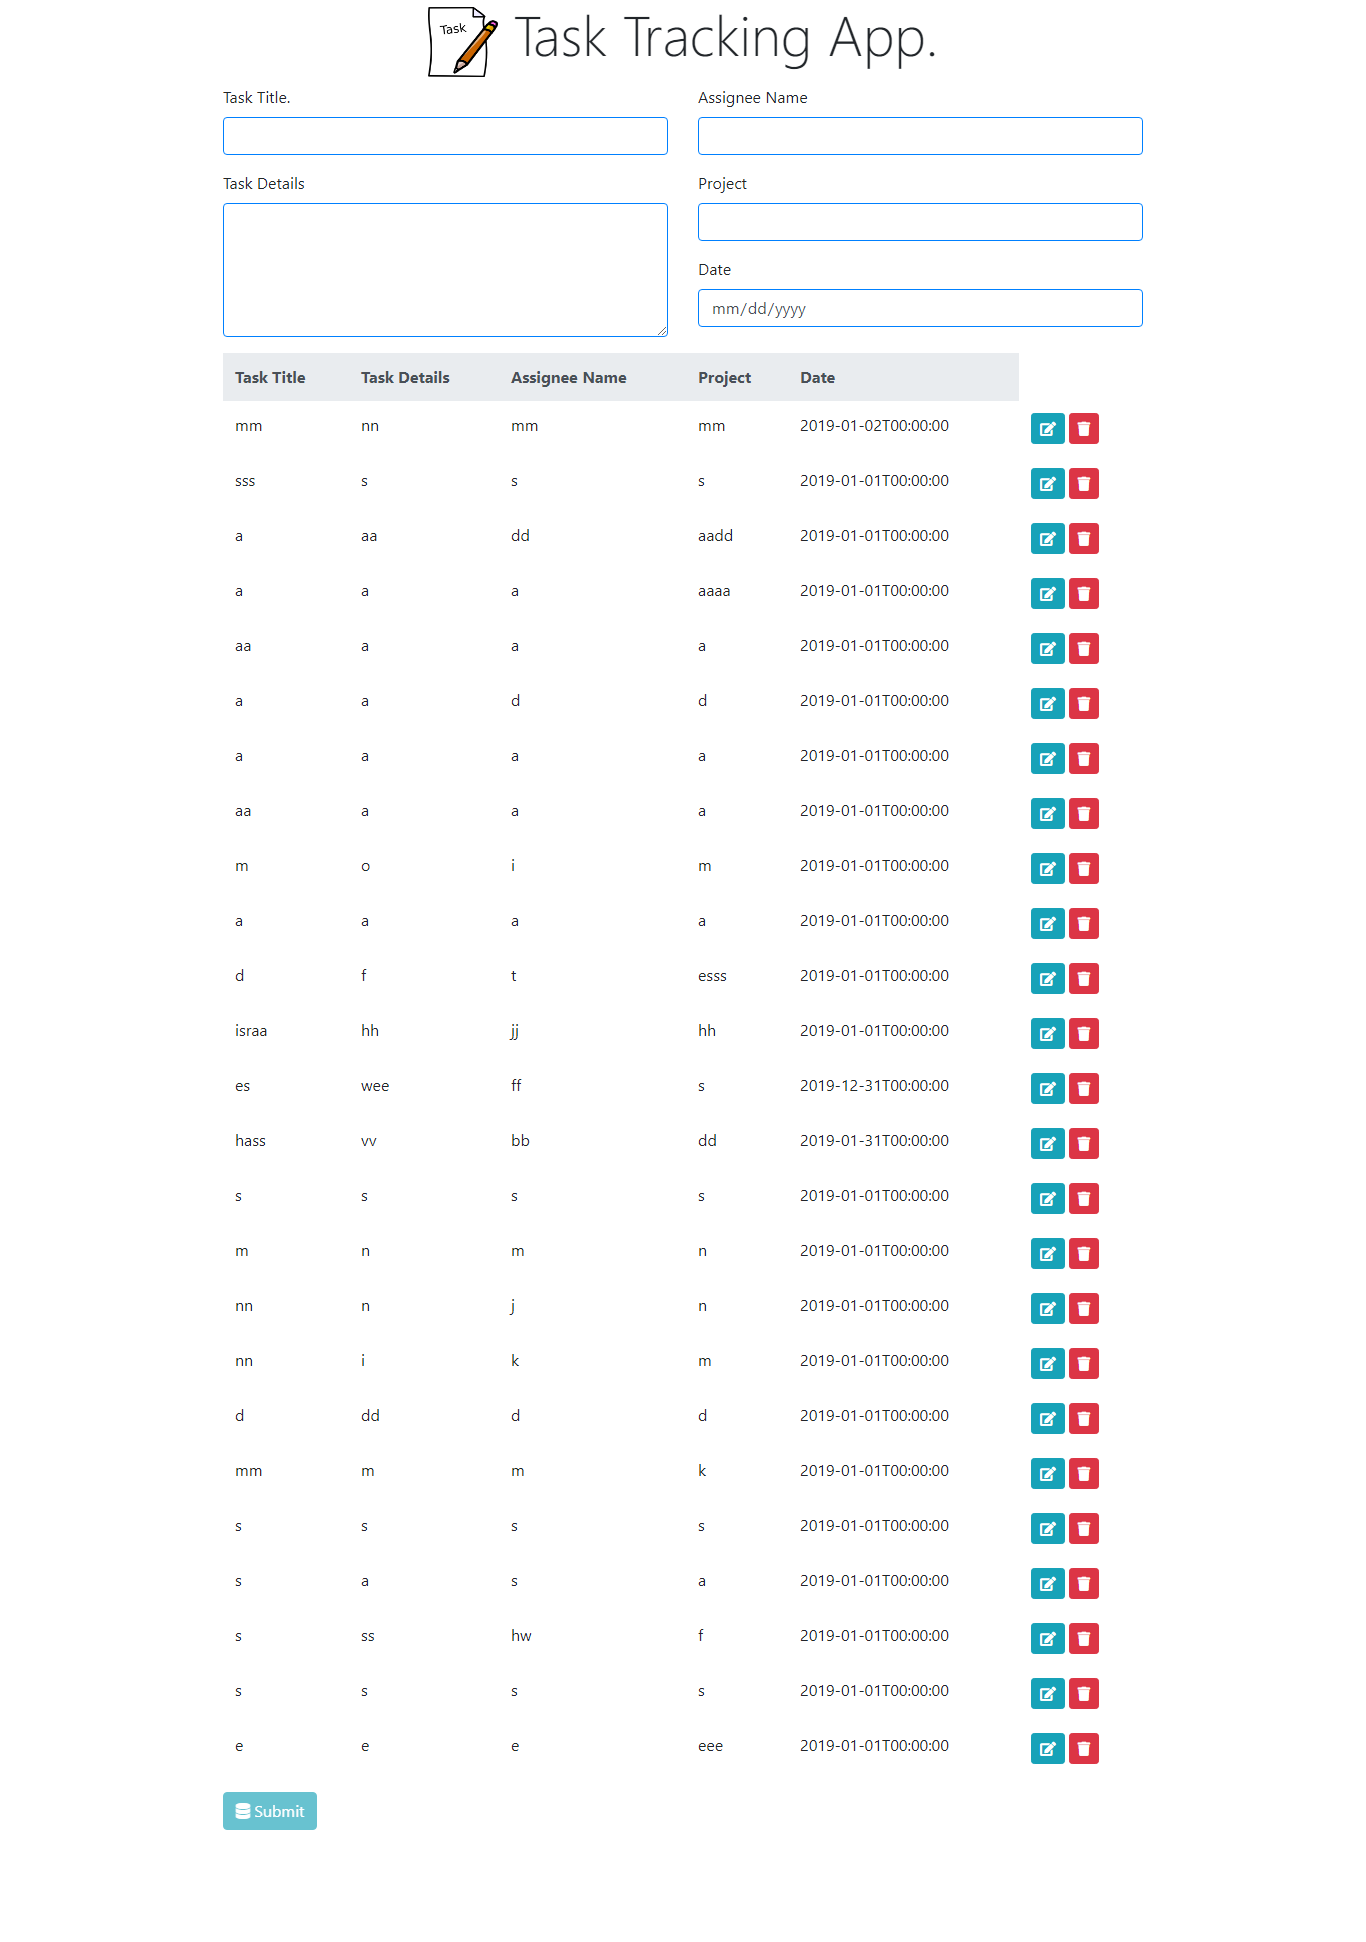 Task
Task Tracking App.
Task Title.
Assignee Name
Task Details
Project
Date
mm/dd/yyyy
Task Title Task Details Assignee Name Project Date
mm nn mm mm 2019-01-02T00:00:00
sss s s s 2019-01-01T00:00:00
a aa dd aadd 2019-01-01T00:00:00
a a a aaaa 2019-01-01T00:00:00
aa a a a 2019-01-01T00:00:00
a a d d 2019-01-01T00:00:00
a a a a 2019-01-01T00:00:00
aa a a a 2019-01-01T00:00:00
m o i m 2019-01-01T00:00:00
a a a a 2019-01-01T00:00:00
d f t esss 2019-01-01T00:00:00
israa hh jj hh 2019-01-01T00:00:00
es wee ff s 2019-12-31T00:00:00
hass vv bb dd 2019-01-31T00:00:00
s s s s 2019-01-01T00:00:00
m n m n 2019-01-01T00:00:00
nn n j n 2019-01-01T00:00:00
nn i k m 2019-01-01T00:00:00
d dd d d 2019-01-01T00:00:00
mm m m k 2019-01-01T00:00:00
s s s s 2019-01-01T00:00:00
s a s a 2019-01-01T00:00:00
s ss hw f 2019-01-01T00:00:00
s s s s 2019-01-01T00:00:00
e e e eee 2019-01-01T00:00:00
Submit